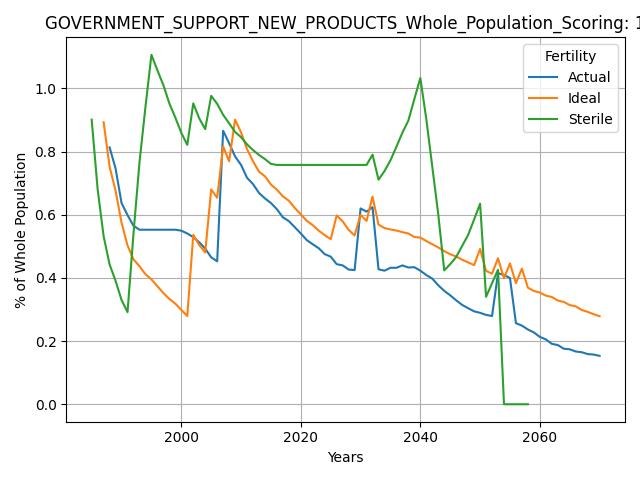 GOVERNMENT_SUPPORT_NEW_PRODUCTS_Whole_Population_Scoring: 1
Fertility
Actual
Ideal
Sterile
% of Whole Population
1.0
0.8
0.6
0.4
0.2
0.0
2000 2020 2040 2060
Years